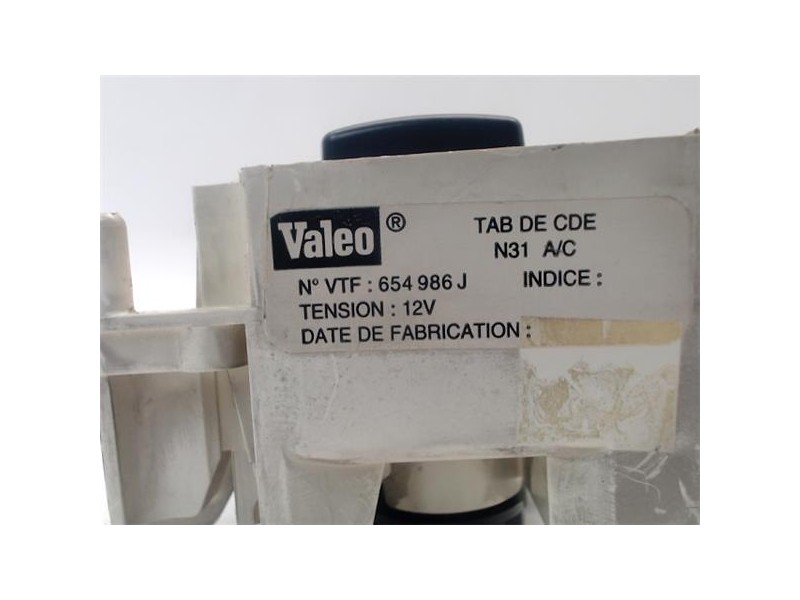 Valeo ®
TAB DE CDE
N31 A/C
N° VTF : 654 986 J INDICE :
TENSION : 12V
DATE DE FABRICATION :